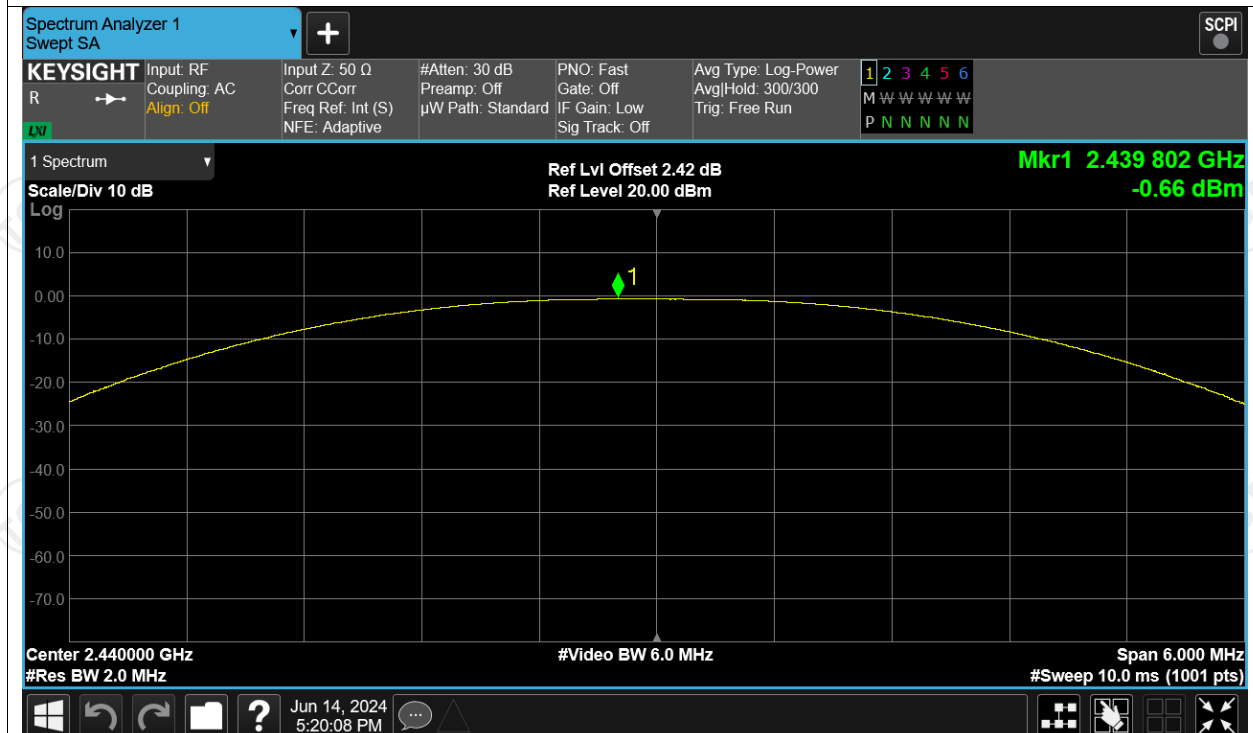 Spectrum Analyzer 1
Swept SA
▼
+
SCPI
KEYSIGHT
R
LXI
Input: RF
Coupling: AC
Align: Off
Input Z: 50 Ω
Corr CCorr
Freq Ref: Int (S)
NFE: Adaptive
#Atten: 30 dB
Preamp: Off
µW Path: Standard
PNO: Fast
Gate: Off
IF Gain: Low
Sig Track: Off
Avg Type: Log-Power
Avg|Hold: 300/300
Trig: Free Run
1 2 3 4 5 6
M W W W W W
P N N N N N
1 Spectrum ▼
Scale/Div 10 dB
Log
Ref Lvl Offset 2.42 dB
Ref Level 20.00 dBm
Mkr1 2.439 802 GHz
-0.66 dBm
10.0
0.00
-10.0
-20.0
-30.0
-40.0
-50.0
-60.0
-70.0
1
Center 2.440000 GHz
#Res BW 2.0 MHz
#Video BW 6.0 MHz
Span 6.000 MHz
#Sweep 10.0 ms (1001 pts)
?
Jun 14, 2024
5:20:08 PM